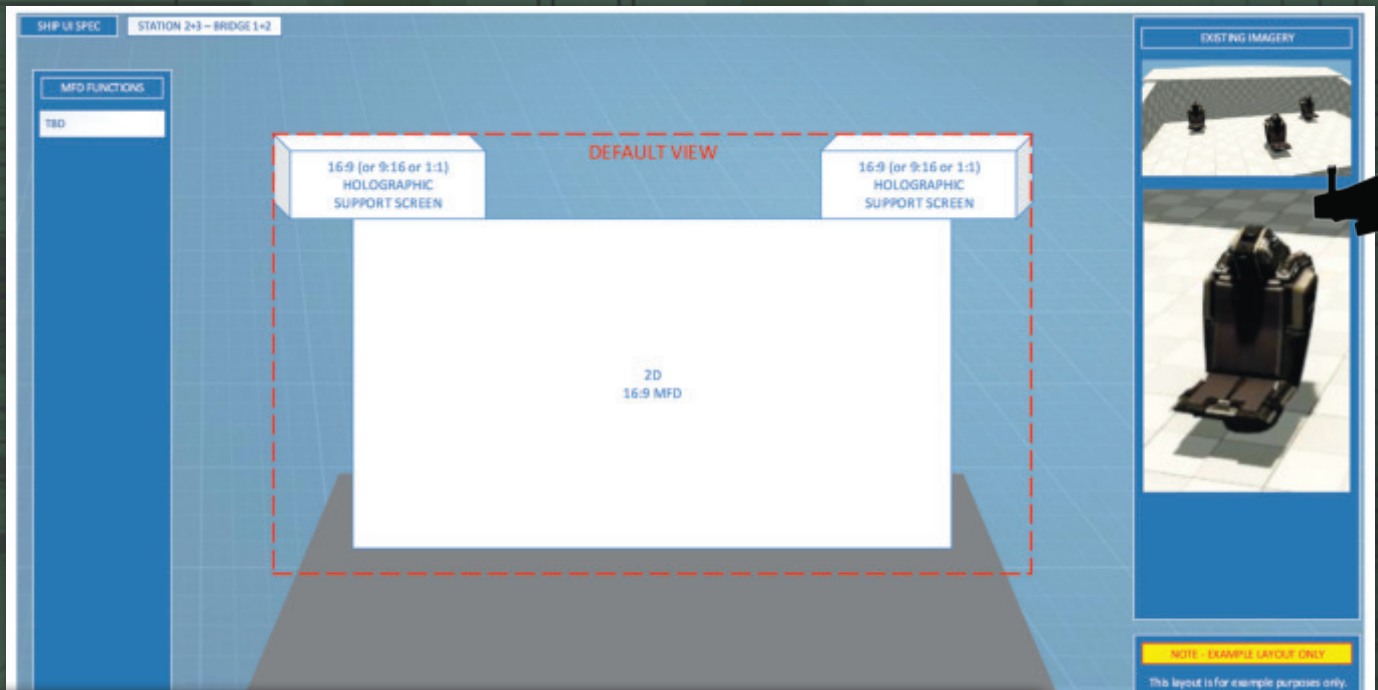 SHIP UI SPEC
STATION 2+3 – BRIDGE 1+2
MFD FUNCTIONS
TBD
DEFAULT VIEW
16:9 (or 9:16 or 1:1)
HOLOGRAPHIC
SUPPORT SCREEN
16:9 (or 9:16 or 1:1)
HOLOGRAPHIC
SUPPORT SCREEN
2D
16:9 MFD
EXISTING IMAGERY
NOTE - EXAMPLE LAYOUT ONLY
This layout is for example purposes only.